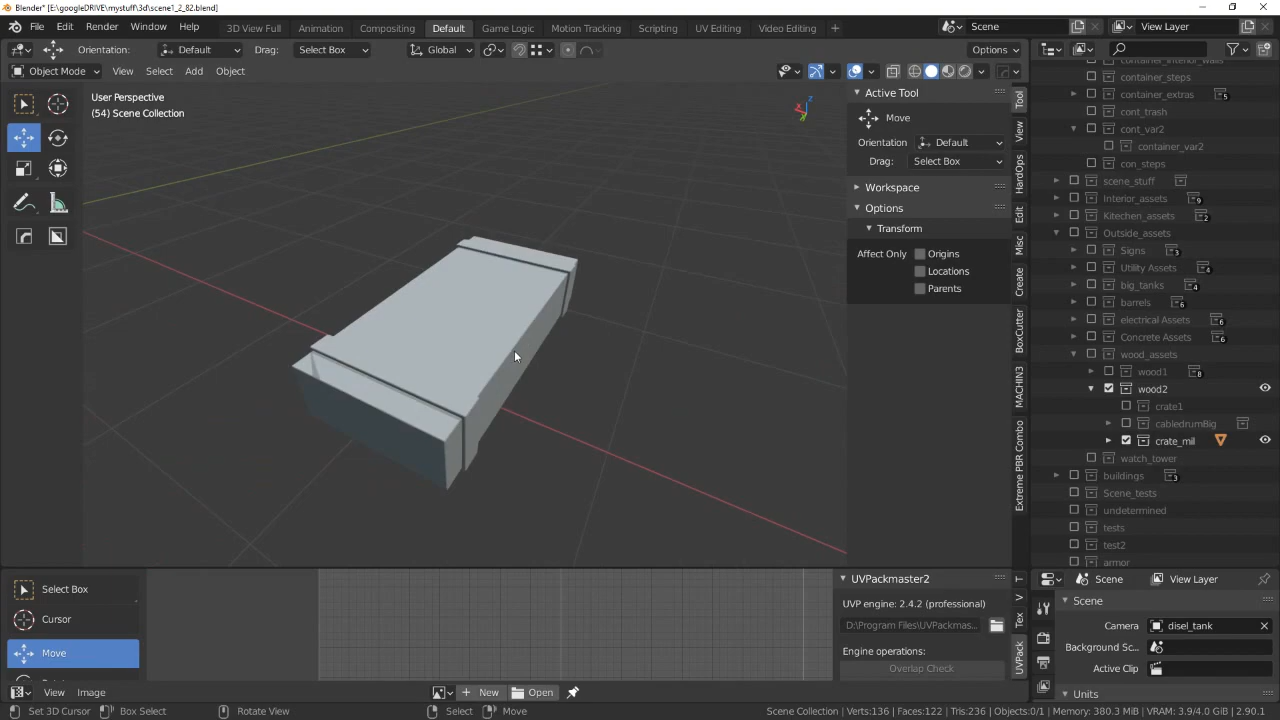 Blender* [E:\googleDRIVE\mystuff\3d\scene1_2_82.blend]
File Edit Render Window Help 3D View Full Animation Compositing Default Game Logic Motion Tracking Scripting UV Editing Video Editing + Scene View Layer
Orientation: Default Drag: Select Box Global Options
Object Mode View Select Add Object
User Perspective
(54) Scene Collection
Active Tool
Move
Orientation Default
Drag: Select Box
Workspace
Options
Transform
Affect Only Origins
Locations
Parents
Tool
View
HardOps
Edit
Misc
Create
BoxCutter
MACHIN3
Extreme PBR Combo
container_interior_walls
container_steps
container_extras 5
cont_trash
cont_var2
container_var2
con_steps
scene_stuff
Interior_assets 9
Kitechen_assets 2
Outside_assets
Signs 3
Utility Assets 4
big_tanks 4
barrels 6
electrical Assets 6
Concrete Assets 6
wood_assets
wood1 8
wood2
crate1
cabledrumBig
crate_mil
watch_tower
buildings 3
Scene_tests
undetermined
tests
test2
armor
Select Box
Cursor
Move
UVPackmaster2
UVP engine: 2.4.2 (professional)
D:\Program Files\UVPackmas...
Engine operations:
Overlap Check
T
V
Tex
UVPack
Scene View Layer
Scene
Camera disel_tank
Background Sc...
Active Clip
Units
View Image New Open
Set 3D Cursor Box Select Rotate View Select Move Scene Collection | Verts:136 | Faces:122 | Tris:236 | Objects:0/1 | Memory: 380.3 MiB | VRAM: 3.9/4.0 GiB | 2.90.1